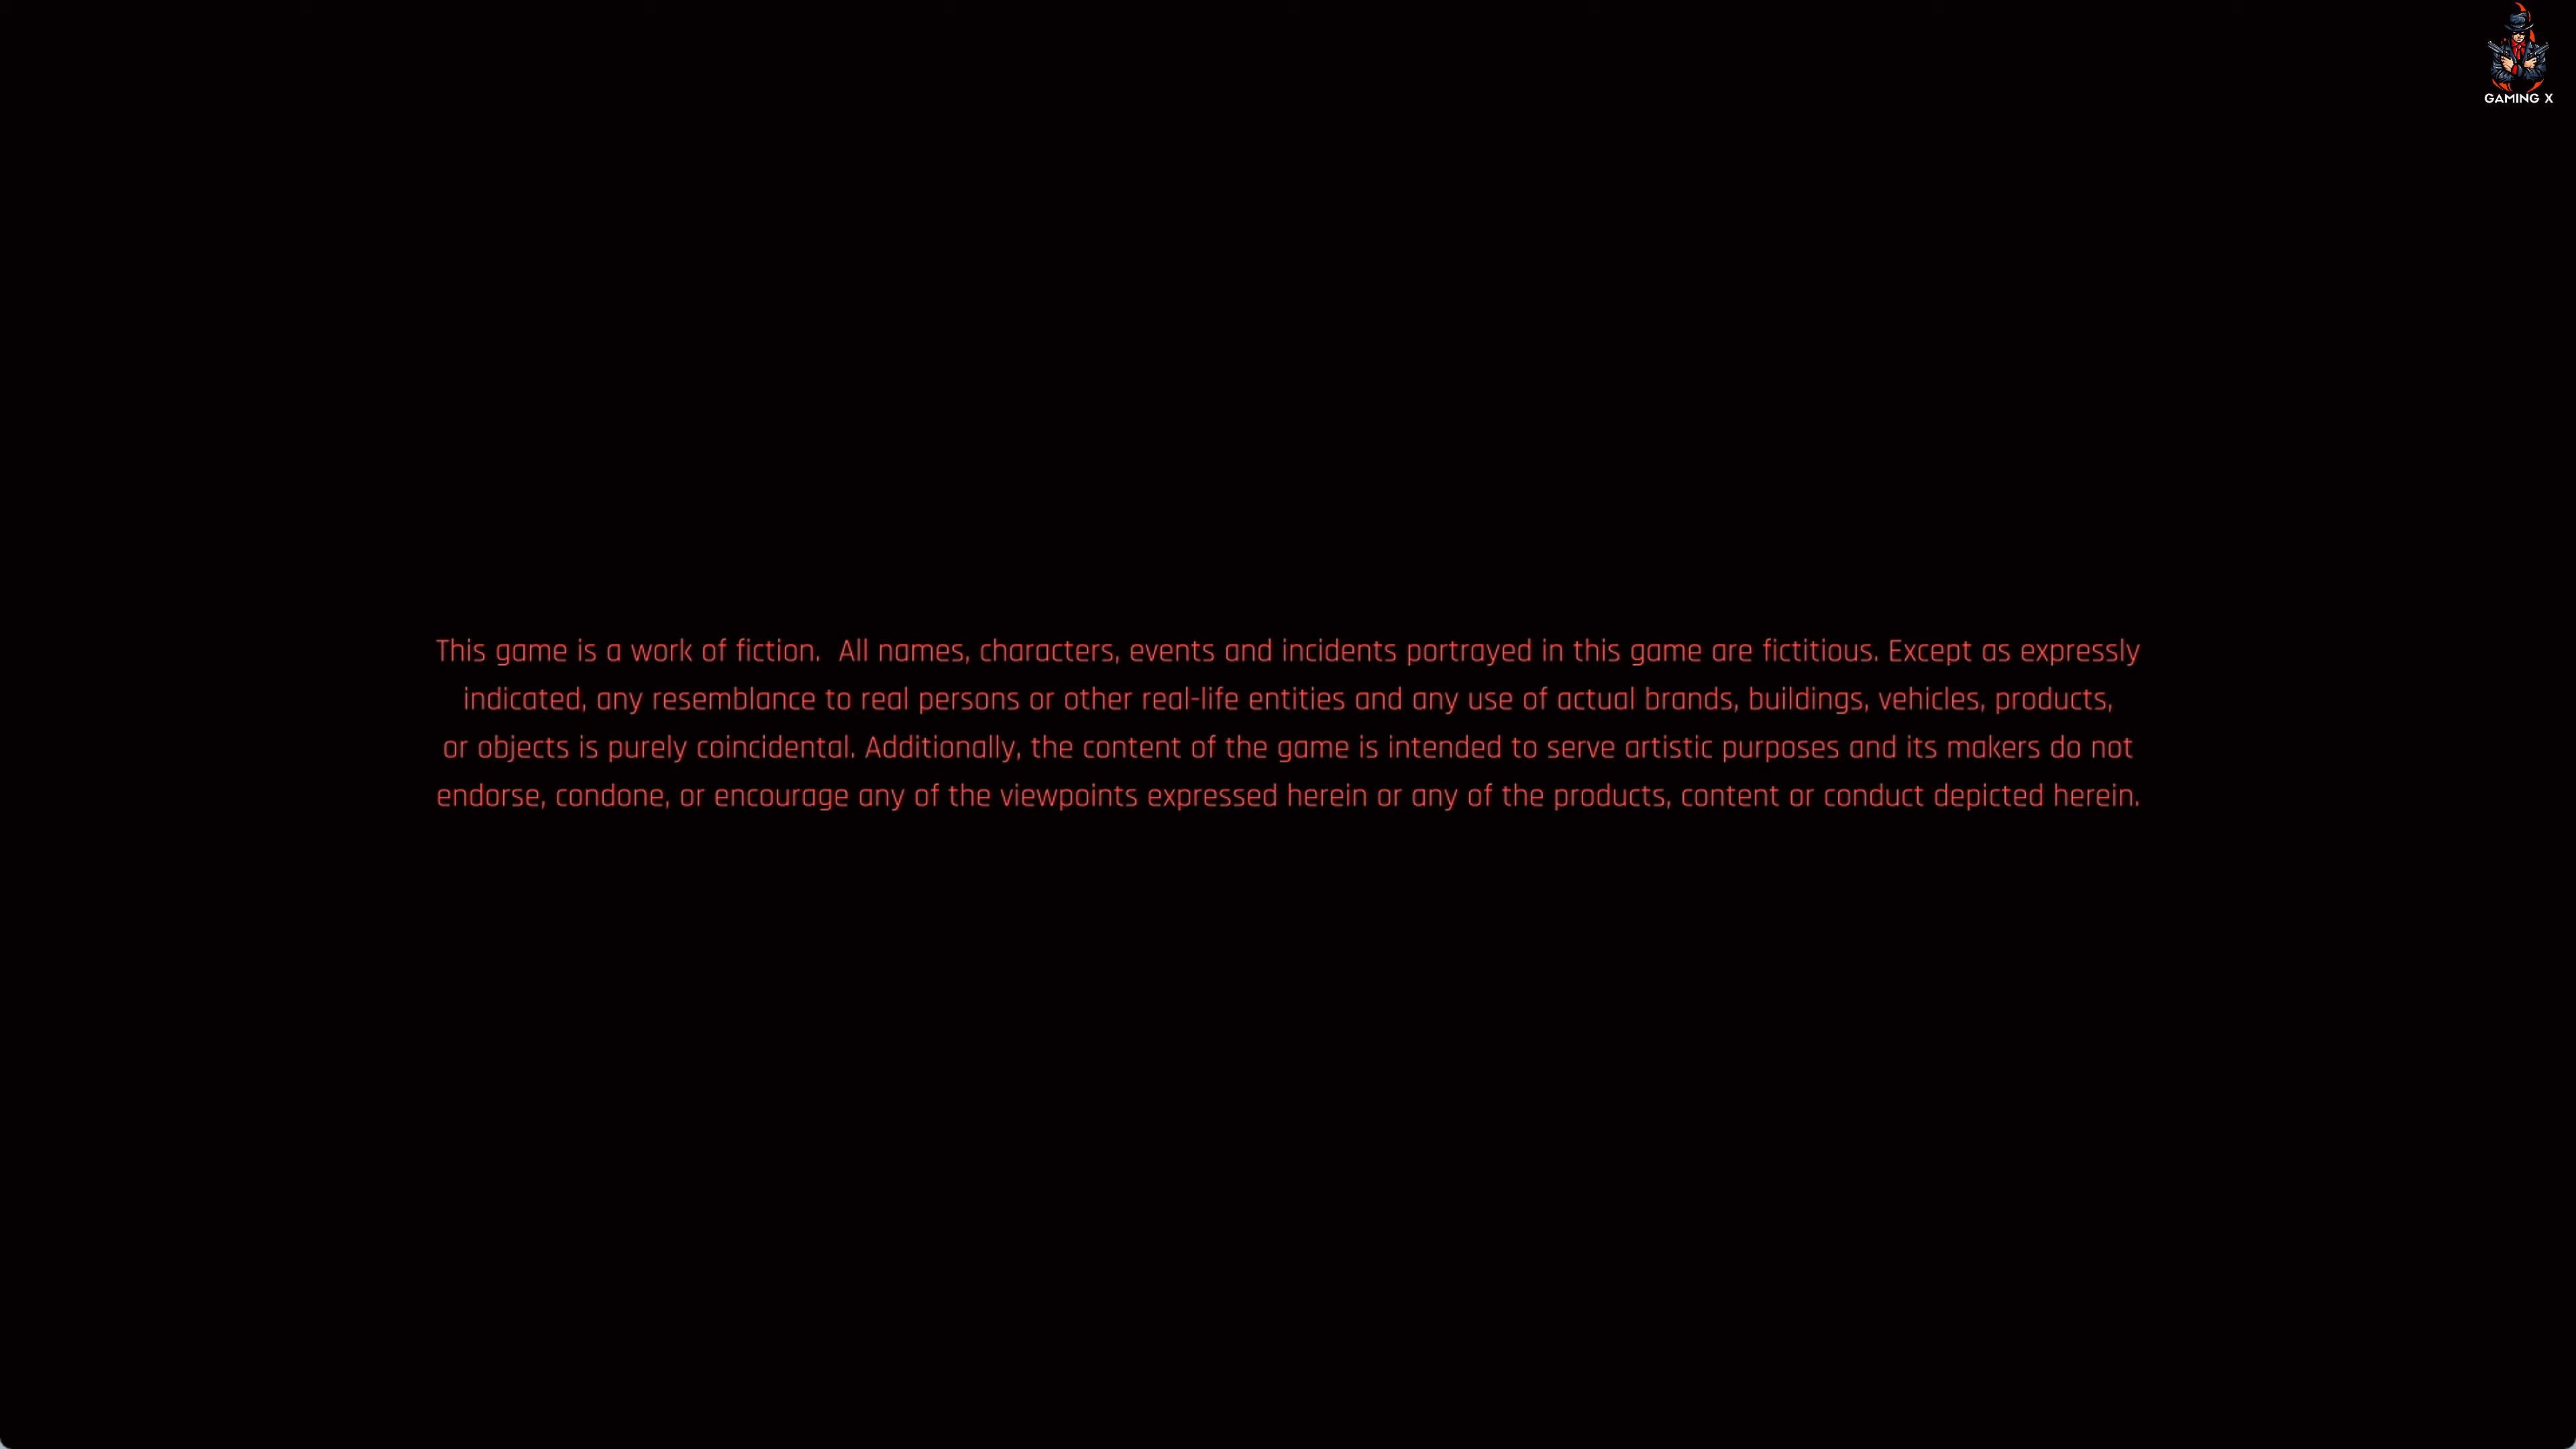 GAMING X
This game is a work of fiction.  All names, characters, events and incidents portrayed in this game are fictitious. Except as expressly
indicated, any resemblance to real persons or other real-life entities and any use of actual brands, buildings, vehicles, products,
or objects is purely coincidental. Additionally, the content of the game is intended to serve artistic purposes and its makers do not
endorse, condone, or encourage any of the viewpoints expressed herein or any of the products, content or conduct depicted herein.